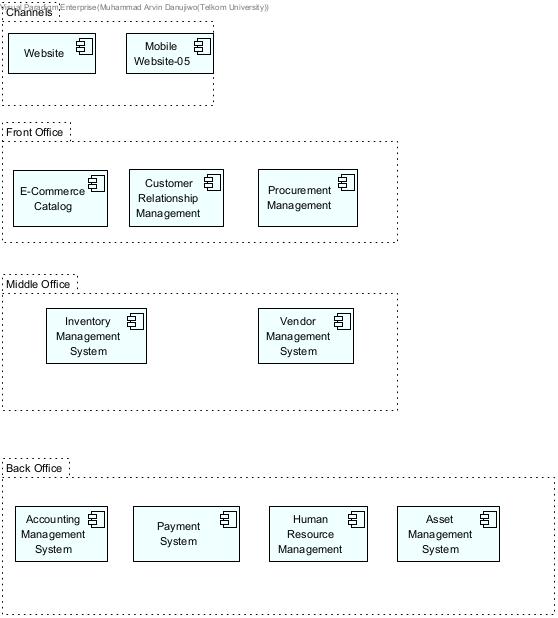 Visual Paradigm Enterprise(Muhammad Arvin Danujiwo(Telkom University))
Channels
Website
Mobile
Website-05
Front Office
E-Commerce
Catalog
Customer
Relationship
Management
Procurement
Management
Middle Office
Inventory
Management
System
Vendor
Management
System
Back Office
Accounting
Management
System
Payment
System
Human
Resource
Management
Asset
Management
System